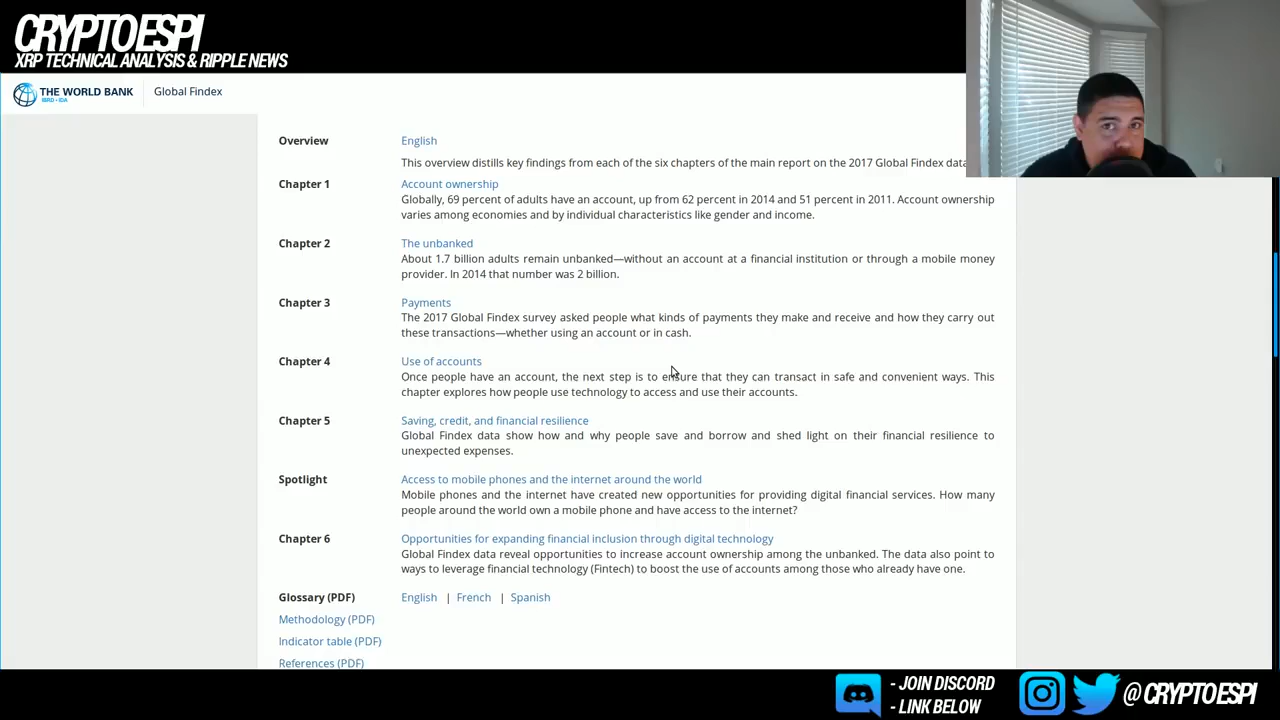 CRYPTOESPI
XRP TECHNICAL ANALYSIS & RIPPLE NEWS
THE WORLD BANK
IBRD • IDA
Global Findex
Overview
English
This overview distills key findings from each of the six chapters of the main report on the 2017 Global Findex data
Chapter 1
Account ownership
Globally, 69 percent of adults have an account, up from 62 percent in 2014 and 51 percent in 2011. Account ownership
varies among economies and by individual characteristics like gender and income.
Chapter 2
The unbanked
About 1.7 billion adults remain unbanked—without an account at a financial institution or through a mobile money
provider. In 2014 that number was 2 billion.
Chapter 3
Payments
The 2017 Global Findex survey asked people what kinds of payments they make and receive and how they carry out
these transactions—whether using an account or in cash.
Chapter 4
Use of accounts
Once people have an account, the next step is to ensure that they can transact in safe and convenient ways. This
chapter explores how people use technology to access and use their accounts.
Chapter 5
Saving, credit, and financial resilience
Global Findex data show how and why people save and borrow and shed light on their financial resilience to
unexpected expenses.
Spotlight
Access to mobile phones and the internet around the world
Mobile phones and the internet have created new opportunities for providing digital financial services. How many
people around the world own a mobile phone and have access to the internet?
Chapter 6
Opportunities for expanding financial inclusion through digital technology
Global Findex data reveal opportunities to increase account ownership among the unbanked. The data also point to
ways to leverage financial technology (Fintech) to boost the use of accounts among those who already have one.
Glossary (PDF)
English | French | Spanish
Methodology (PDF)
Indicator table (PDF)
References (PDF)
- JOIN DISCORD
- LINK BELOW
@CRYPTOESPI